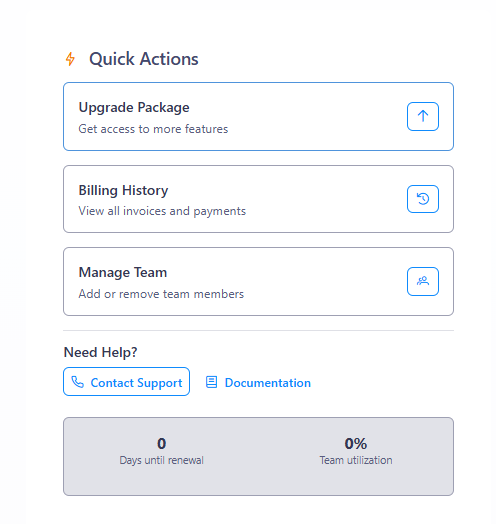 Quick Actions
Upgrade Package
Get access to more features
Billing History
View all invoices and payments
Manage Team
Add or remove team members
Need Help?
Contact Support Documentation
0 0%
Days until renewal Team utilization